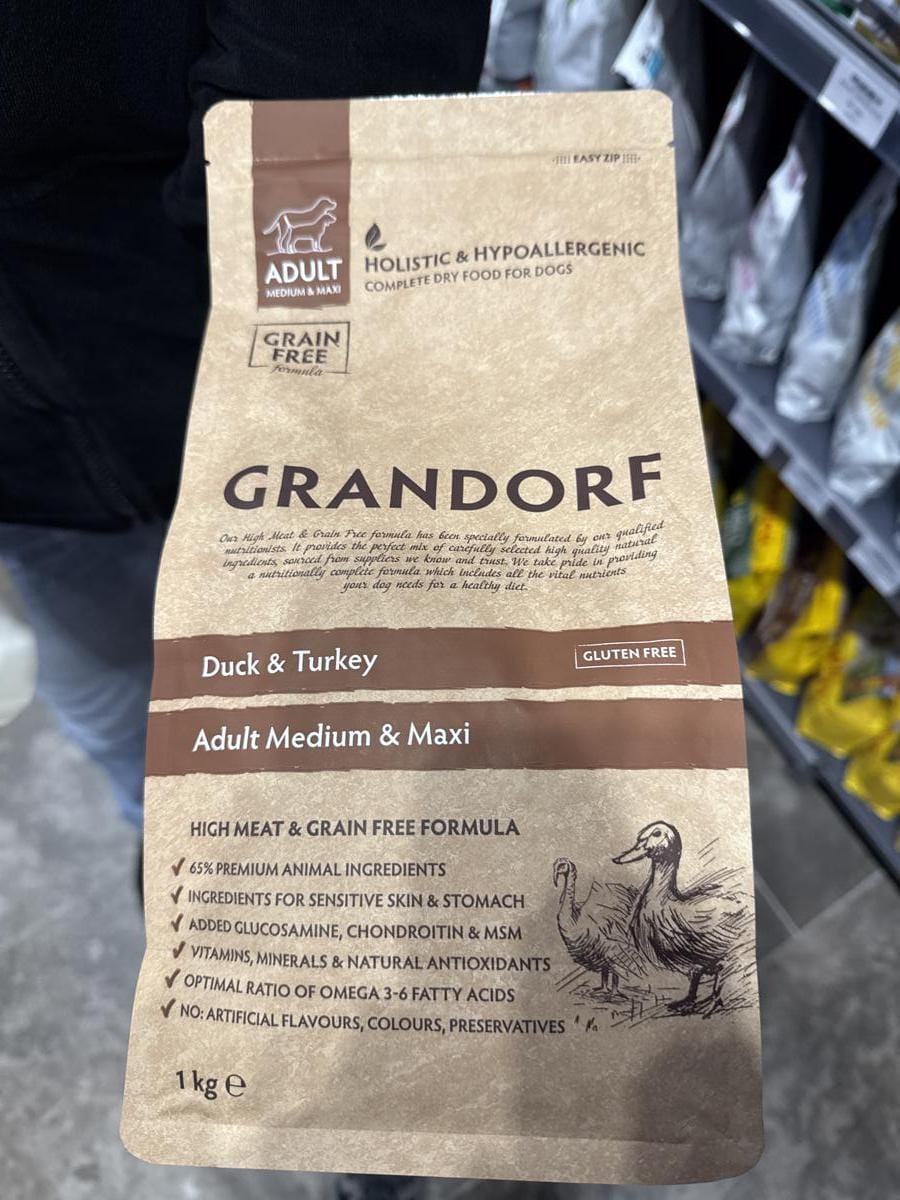 EASY ZIP
ADULT
MEDIUM & MAXI
HOLISTIC & HYPOALLERGENIC
COMPLETE DRY FOOD FOR DOGS
GRAIN
FREE
formula
GRANDORF
Our High Meat & Grain Free formula has been specially formulated by our qualified
nutritionists. It provides the perfect mix of carefully selected high quality natural
ingredients, sourced from suppliers we know and trust. We take pride in providing
a nutritionally complete formula which includes all the vital nutrients
your dog needs for a healthy diet.
Duck & Turkey
GLUTEN FREE
Adult Medium & Maxi
HIGH MEAT & GRAIN FREE FORMULA
✓ 65% PREMIUM ANIMAL INGREDIENTS
✓ INGREDIENTS FOR SENSITIVE SKIN & STOMACH
✓ ADDED GLUCOSAMINE, CHONDROITIN & MSM
✓ VITAMINS, MINERALS & NATURAL ANTIOXIDANTS
✓ OPTIMAL RATIO OF OMEGA 3-6 FATTY ACIDS
✓ NO: ARTIFICIAL FLAVOURS, COLOURS, PRESERVATIVES
1 kg ℮